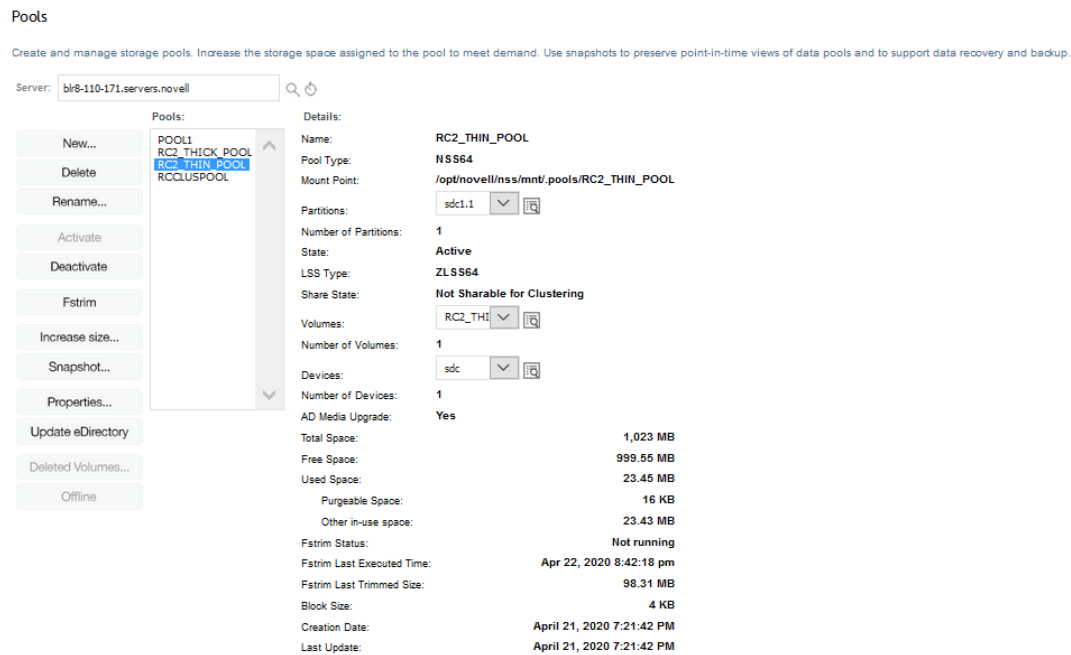 Pools
Create and manage storage pools. Increase the storage space assigned to the pool to meet demand. Use snapshots to preserve point-in-time views of data pools and to support data recovery and backup.
Server: blr8-110-171.servers.novell
Pools:
New...
Delete
Rename...
Activate
Deactivate
Fstrim
Increase size...
Snapshot...
Properties...
Update eDirectory
Deleted Volumes...
Offline
POOL1
RC2_THICK_POOL
RC2_THIN_POOL
RCCLUSPOOL
Details:
Name: RC2_THIN_POOL
Pool Type: NSS64
Mount Point: /opt/novell/nss/mnt/.pools/RC2_THIN_POOL
Partitions: sdc1.1
Number of Partitions: 1
State: Active
LSS Type: ZLSS64
Share State: Not Sharable for Clustering
Volumes: RC2_THI
Number of Volumes: 1
Devices: sdc
Number of Devices: 1
AD Media Upgrade: Yes
Total Space: 1,023 MB
Free Space: 999.55 MB
Used Space: 23.45 MB
Purgeable Space: 16 KB
Other in-use space: 23.43 MB
Fstrim Status: Not running
Fstrim Last Executed Time: Apr 22, 2020 8:42:18 pm
Fstrim Last Trimmed Size: 98.31 MB
Block Size: 4 KB
Creation Date: April 21, 2020 7:21:42 PM
Last Update: April 21, 2020 7:21:42 PM